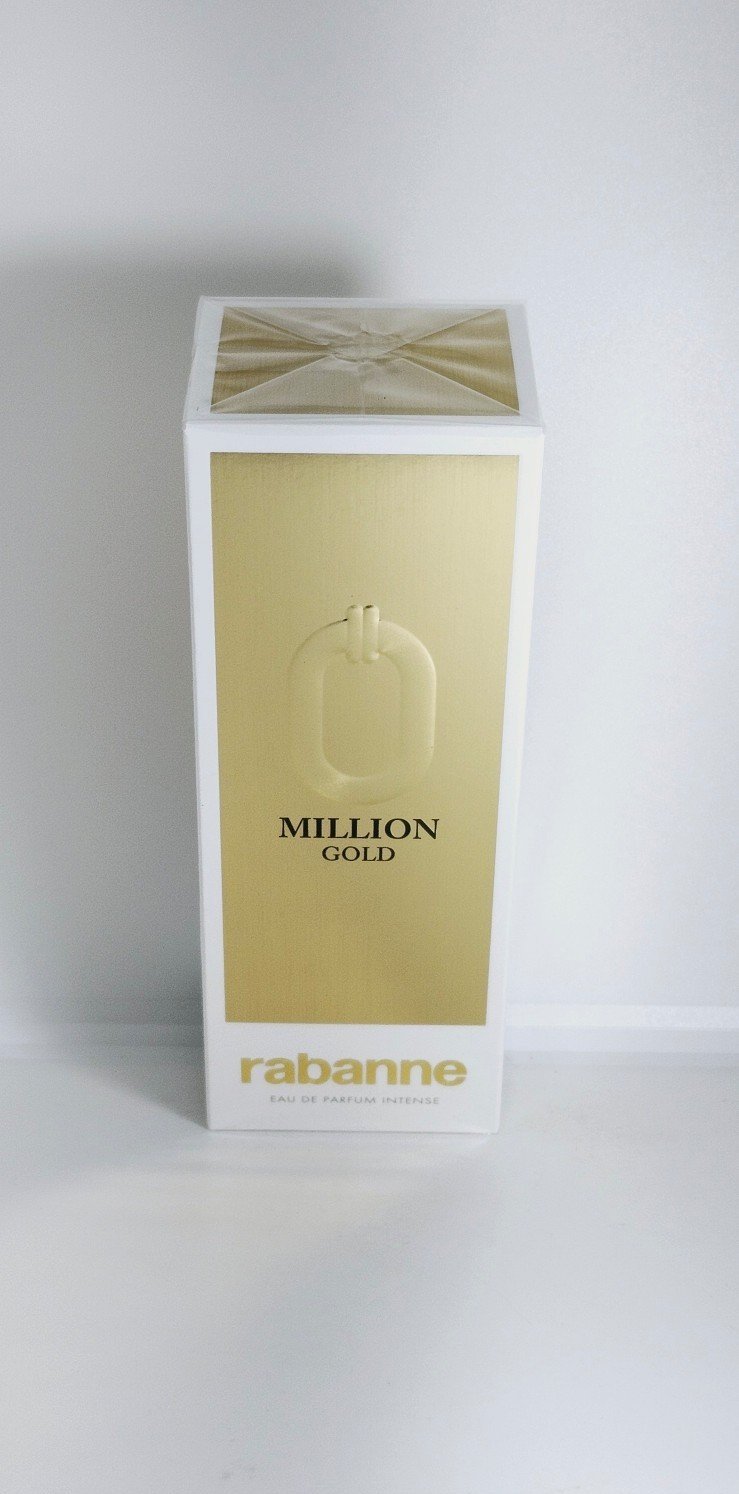 MILLION
GOLD
rabanne
EAU DE PARFUM INTENSE